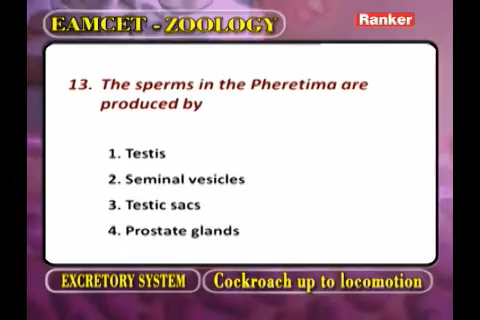 EAMCET - ZOOLOGY
Ranker
13. The sperms in the Pheretima are
produced by
1. Testis
2. Seminal vesicles
3. Testic sacs
4. Prostate glands
EXCRETORY SYSTEM
Cockroach up to locomotion